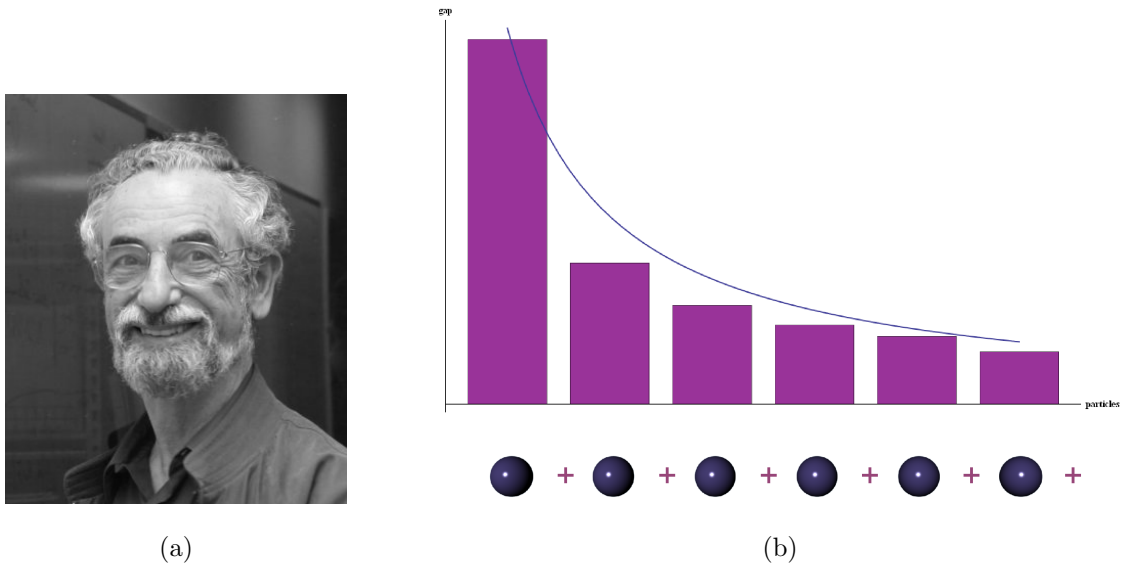 gap
particles
+ + + + + +
(a)
(b)